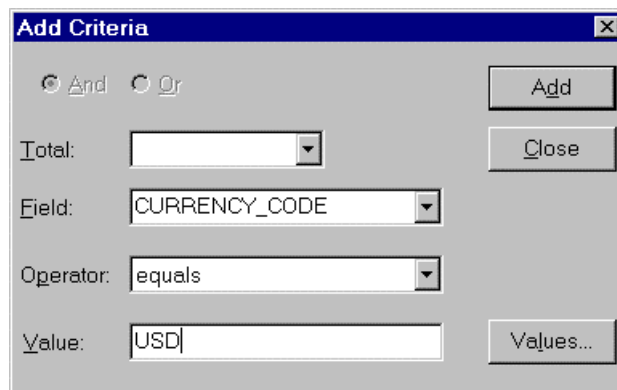 Add Criteria
And Or
Add
Total:
Close
Field: CURRENCY_CODE
Operator: equals
Value: USD
Values...